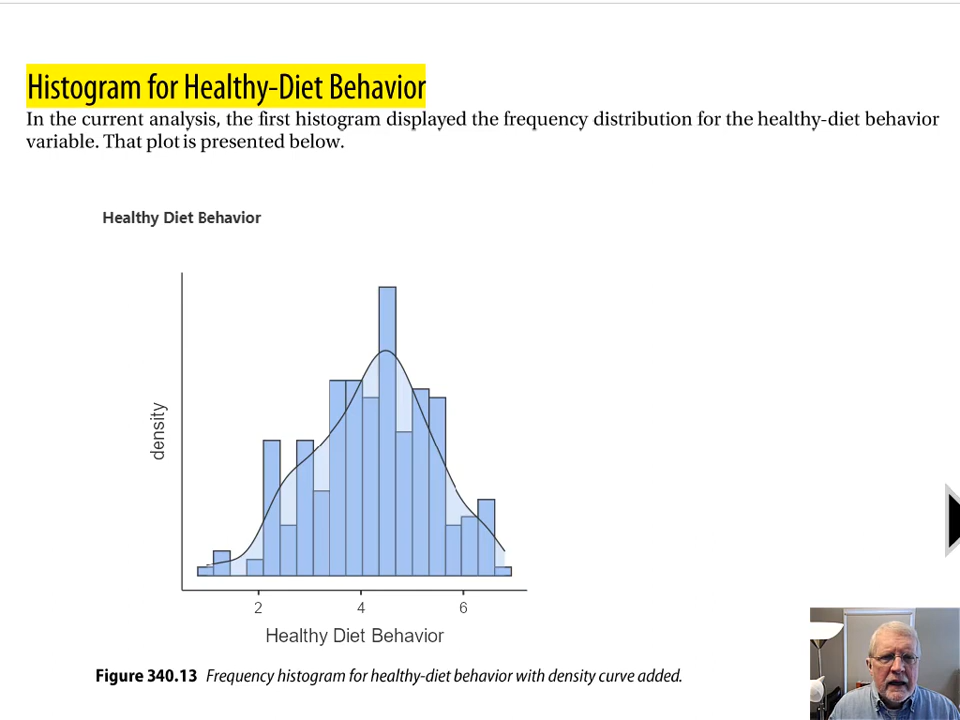 Histogram for Healthy-Diet Behavior
In the current analysis, the first histogram displayed the frequency distribution for the healthy-diet behavior
variable. That plot is presented below.
Healthy Diet Behavior
density
2 4 6
Healthy Diet Behavior
Figure 340.13 Frequency histogram for healthy-diet behavior with density curve added.